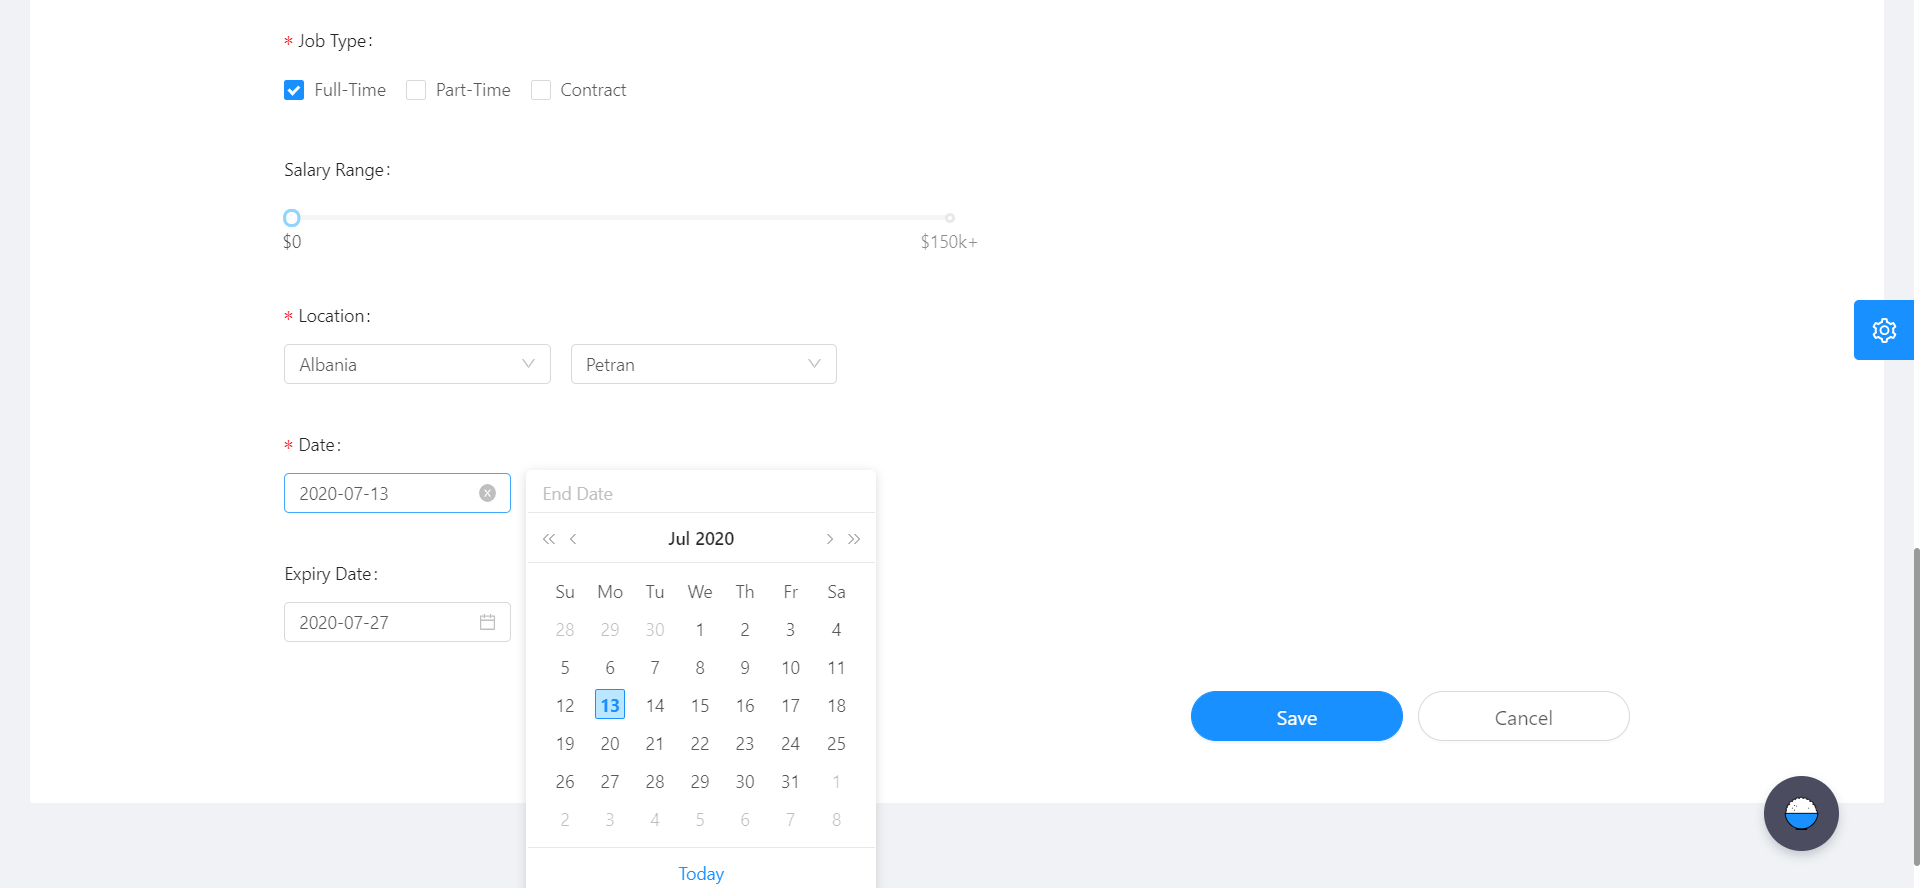 * Job Type:
Full-Time Part-Time Contract
Salary Range:
$0 $150k+
* Location:
Albania Petran
* Date:
2020-07-13 End Date
Jul 2020
Expiry Date:
Su Mo Tu We Th Fr Sa
2020-07-27 28 29 30 1 2 3 4
5 6 7 8 9 10 11
12 13 14 15 16 17 18
Save Cancel
19 20 21 22 23 24 25
26 27 28 29 30 31 1
2 3 4 5 6 7 8
Today